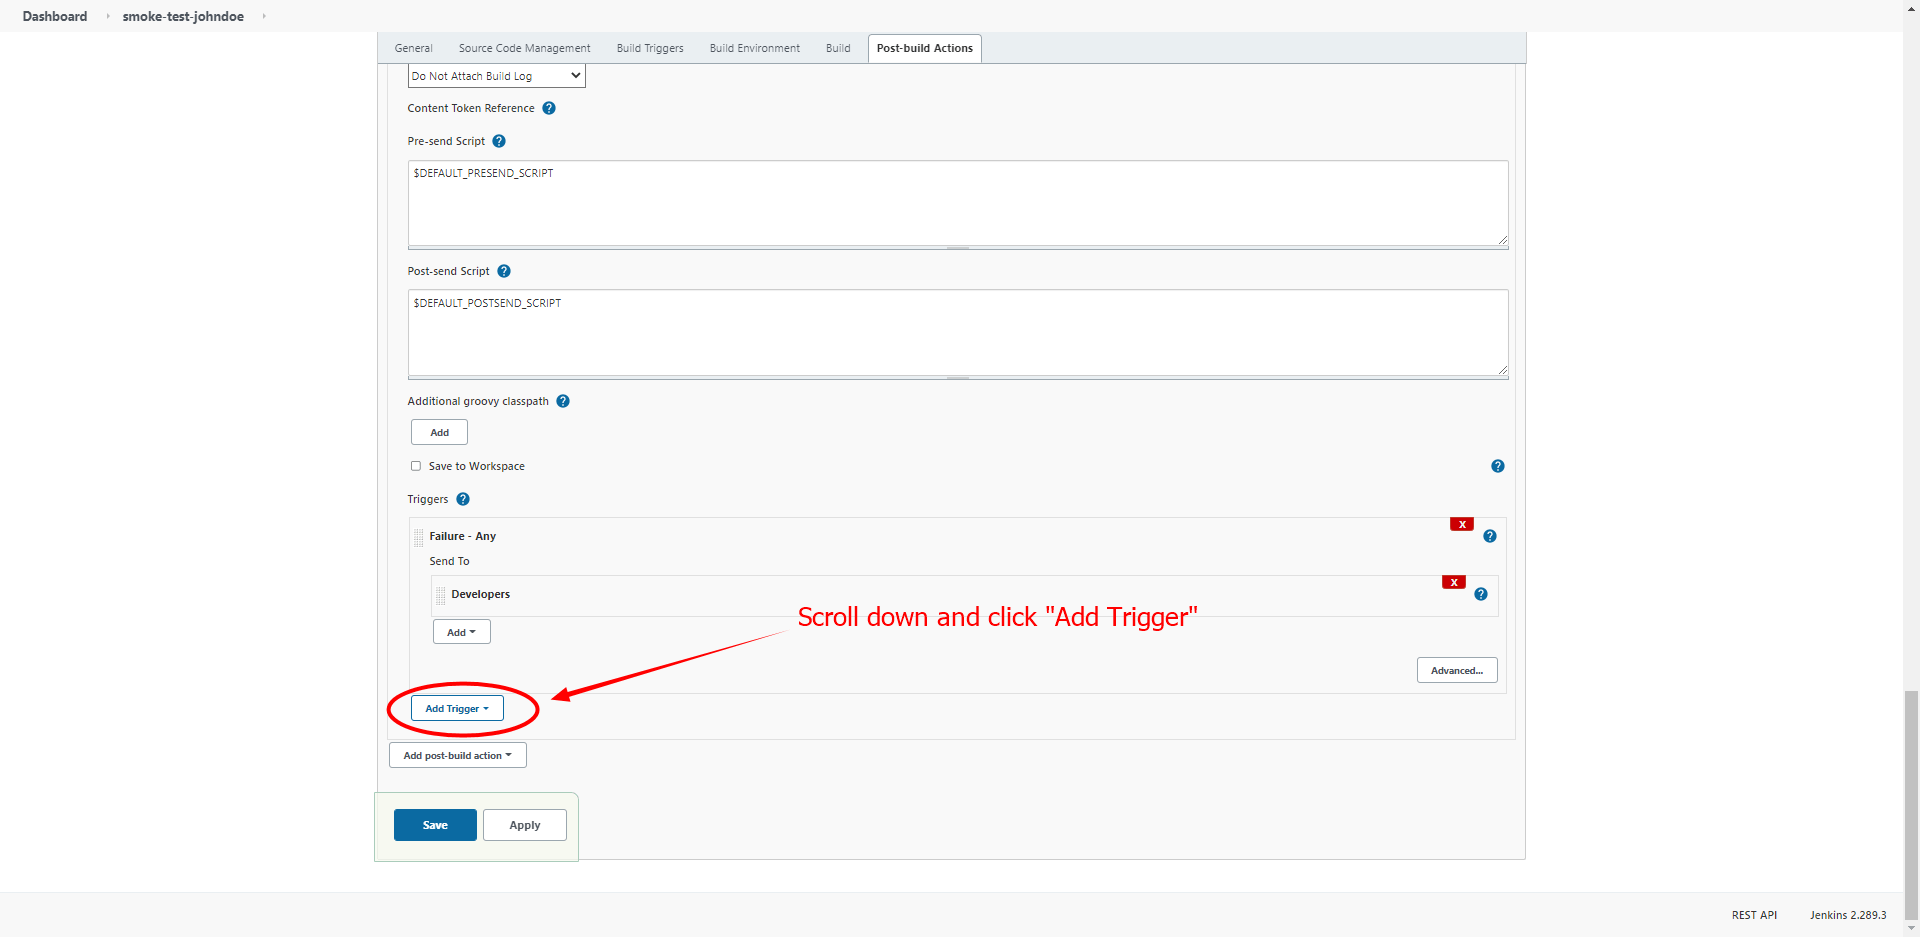 Dashboard smoke-test-johndoe
General Source Code Management Build Triggers Build Environment Build Post-build Actions
Do Not Attach Build Log
Content Token Reference ?
Pre-send Script ?
$DEFAULT_PRESEND_SCRIPT
Post-send Script ?
$DEFAULT_POSTSEND_SCRIPT
Additional groovy classpath ?
Add
Save to Workspace ?
Triggers ?
X
Failure - Any ?
Send To
X
Developers ?
Scroll down and click "Add Trigger"
Add
Advanced...
Add Trigger
Add post-build action
Save Apply
REST API Jenkins 2.289.3